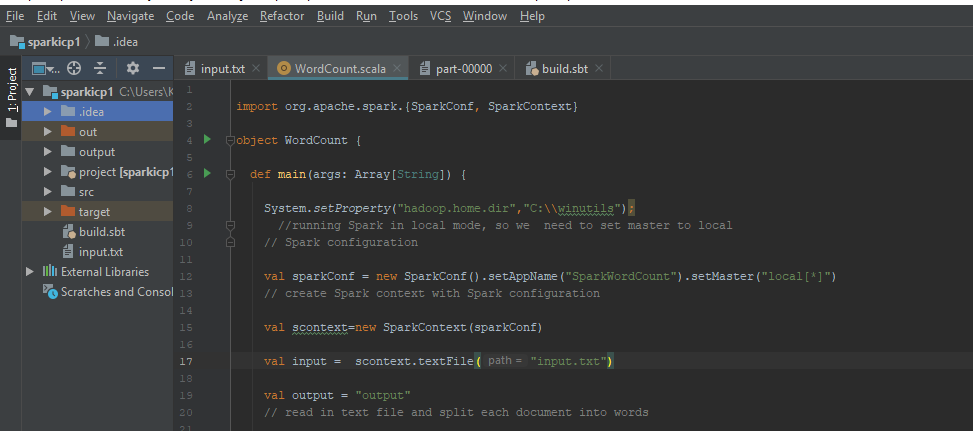 File Edit View Navigate Code Analyze Refactor Build Run Tools VCS Window Help
sparkicp1 .idea
1: Project
input.txt WordCount.scala part-00000 build.sbt
sparkicp1 C:\Users\K
.idea
out
output
project [sparkicp1
src
target
build.sbt
input.txt
External Libraries
Scratches and Consol
1
2 import org.apache.spark.{SparkConf, SparkContext}
3
4 object WordCount {
5
6 def main(args: Array[String]) {
7
8 System.setProperty("hadoop.home.dir","C:\\winutils");
9 //running Spark in local mode, so we need to set master to local
10 // Spark configuration
11
12 val sparkConf = new SparkConf().setAppName("SparkWordCount").setMaster("local[*]")
13 // create Spark context with Spark configuration
14
15 val scontext=new SparkContext(sparkConf)
16
17 val input = scontext.textFile( path = "input.txt")
18
19 val output = "output"
20 // read in text file and split each document into words
21